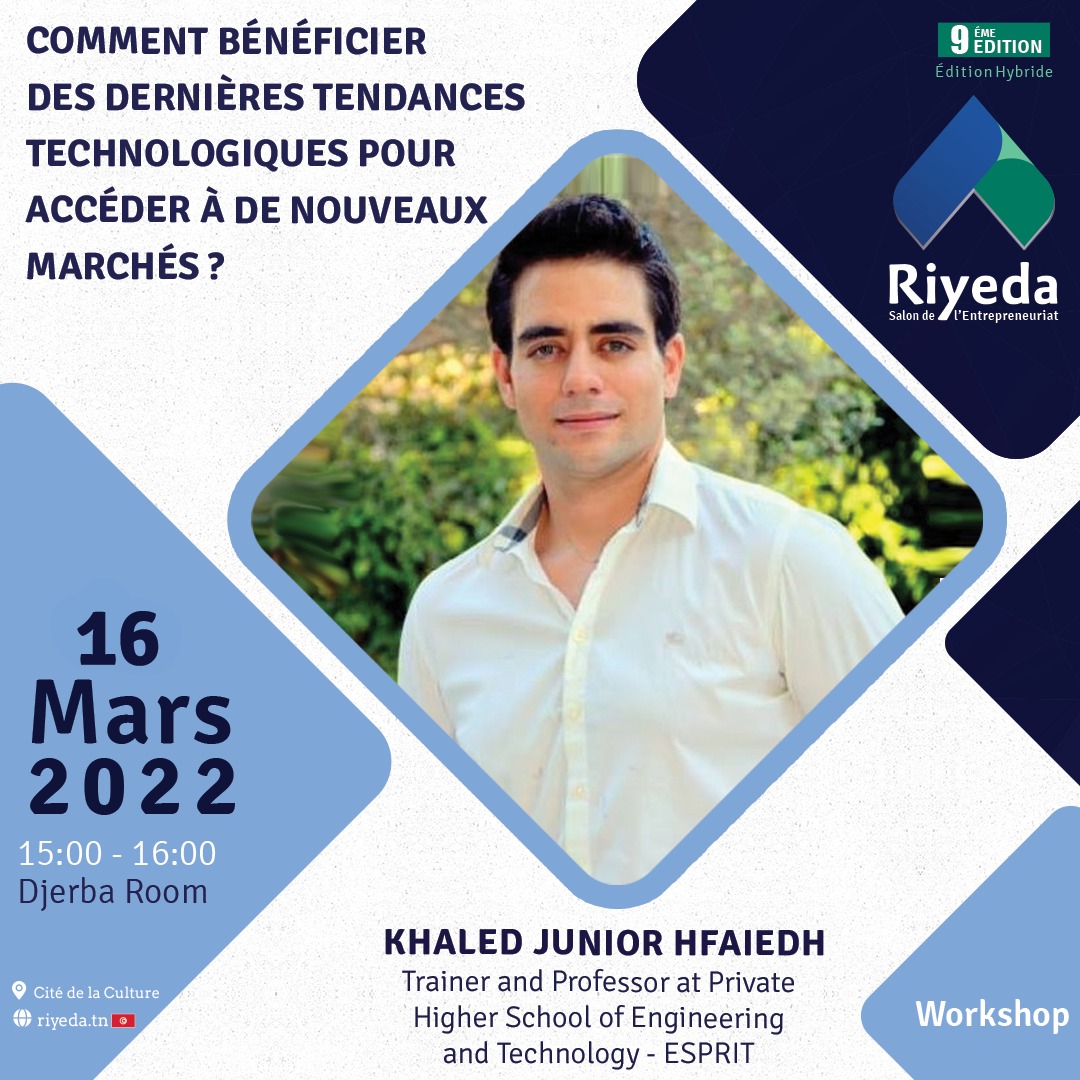 COMMENT BÉNÉFICIER
DES DERNIÈRES TENDANCES
TECHNOLOGIQUES POUR
ACCÉDER À DE NOUVEAUX
MARCHÉS ?
9 ÉME
EDITION
Édition Hybride
Riyeda
Salon de l'Entrepreneuriat
16
Mars
2022
15:00 - 16:00
Djerba Room
Cité de la Culture
riyeda.tn
KHALED JUNIOR HFAIEDH
Trainer and Professor at Private
Higher School of Engineering
and Technology - ESPRIT
Workshop